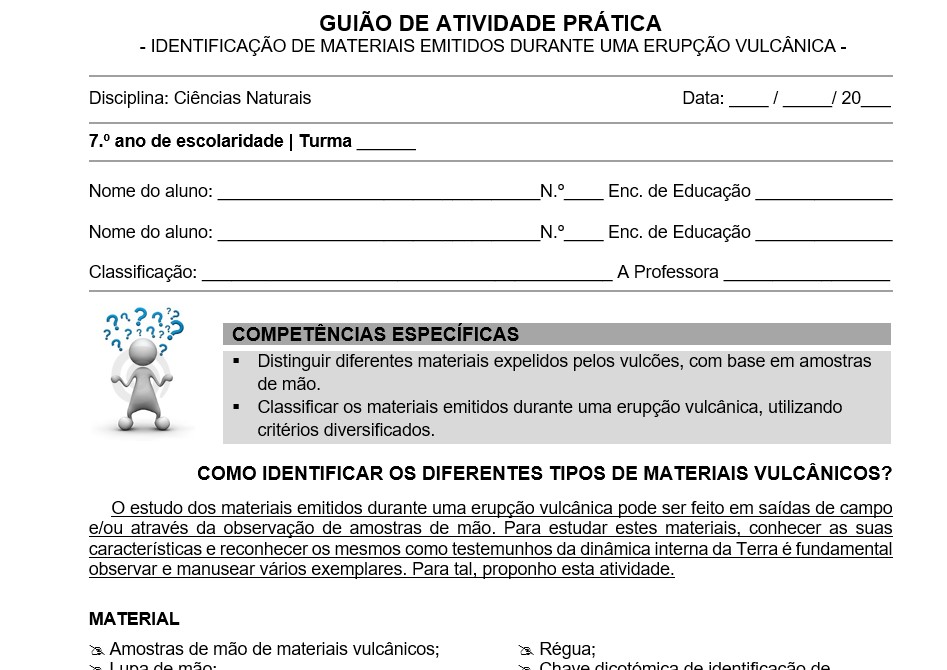 GUIÃO DE ATIVIDADE PRÁTICA
- IDENTIFICAÇÃO DE MATERIAIS EMITIDOS DURANTE UMA ERUPÇÃO VULCÂNICA -
Disciplina: Ciências Naturais Data: ____ / _____/ 20___
7.º ano de escolaridade | Turma ______
Nome do aluno: _________________________________N.º____ Enc. de Educação ______________
Nome do aluno: _________________________________N.º____ Enc. de Educação ______________
Classificação: __________________________________________ A Professora _________________
COMPETÊNCIAS ESPECÍFICAS
▪ Distinguir diferentes materiais expelidos pelos vulcões, com base em amostras
de mão.
▪ Classificar os materiais emitidos durante uma erupção vulcânica, utilizando
critérios diversificados.
COMO IDENTIFICAR OS DIFERENTES TIPOS DE MATERIAIS VULCÂNICOS?
O estudo dos materiais emitidos durante uma erupção vulcânica pode ser feito em saídas de campo
e/ou através da observação de amostras de mão. Para estudar estes materiais, conhecer as suas
características e reconhecer os mesmos como testemunhos da dinâmica interna da Terra é fundamental
observar e manusear vários exemplares. Para tal, proponho esta atividade.
MATERIAL
Amostras de mão de materiais vulcânicos; Régua;
Lupa de mão; Chave dicotómica de identificação de